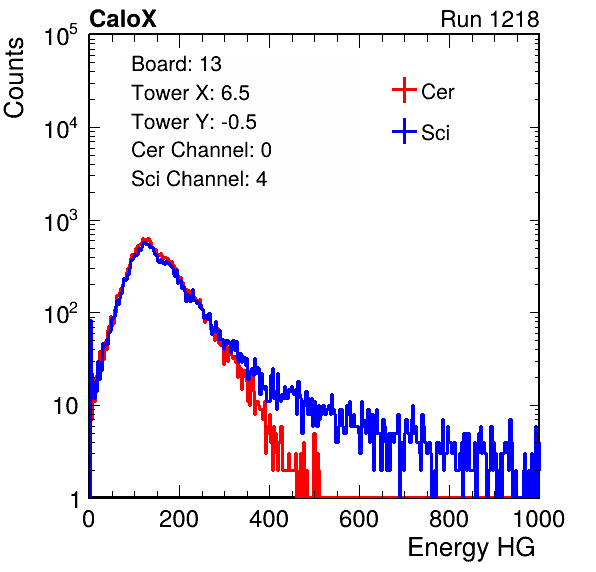 CaloX Run 1218
Counts
10^5
10^4
10^3
10^2
10
1
Board: 13
Tower X: 6.5
Tower Y: -0.5
Cer Channel: 0
Sci Channel: 4
Cer
Sci
0 200 400 600 800 1000
Energy HG